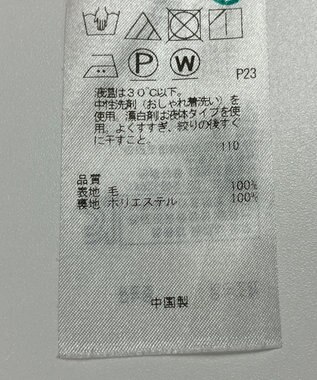 P W
P23
液温は30℃以下。
中性洗剤（おしゃれ着洗い）を
使用。漂白剤は液体タイプを使
用。よくすすぎ、絞りの後すぐ
に干すこと。
110
品質
表地 毛 100%
裏地 ポリエステル 100%
中国製